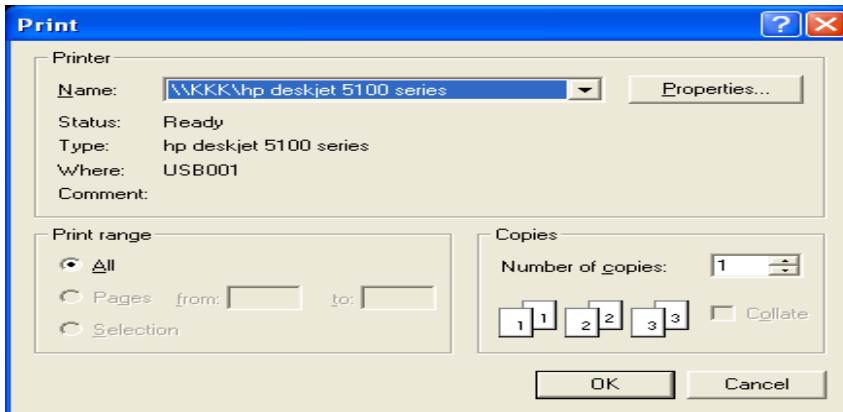 Print
Printer
Name: \\KKK\hp deskjet 5100 series Properties...
Status: Ready
Type: hp deskjet 5100 series
Where: USB001
Comment:
Print range
All
Pages from: to:
Selection
Copies
Number of copies: 1
1 1 2 2 3 3 Collate
OK Cancel